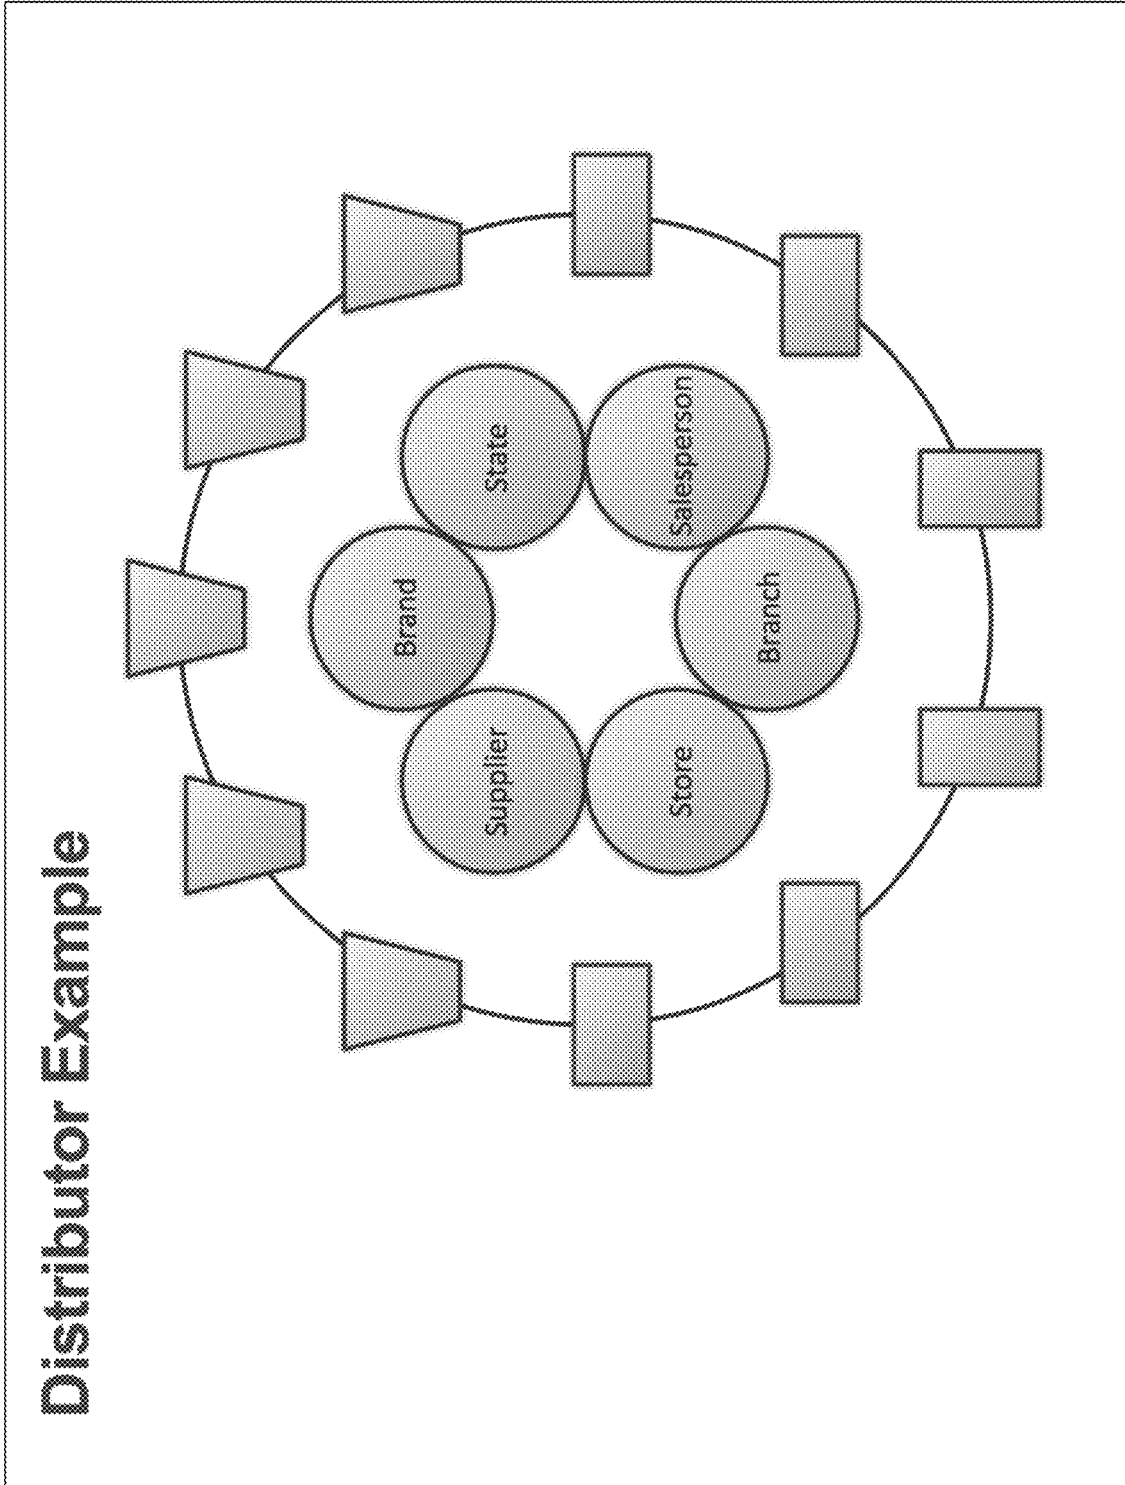 Distributor Example
Brand
State
Supplier
Salesperson
Store
Branch